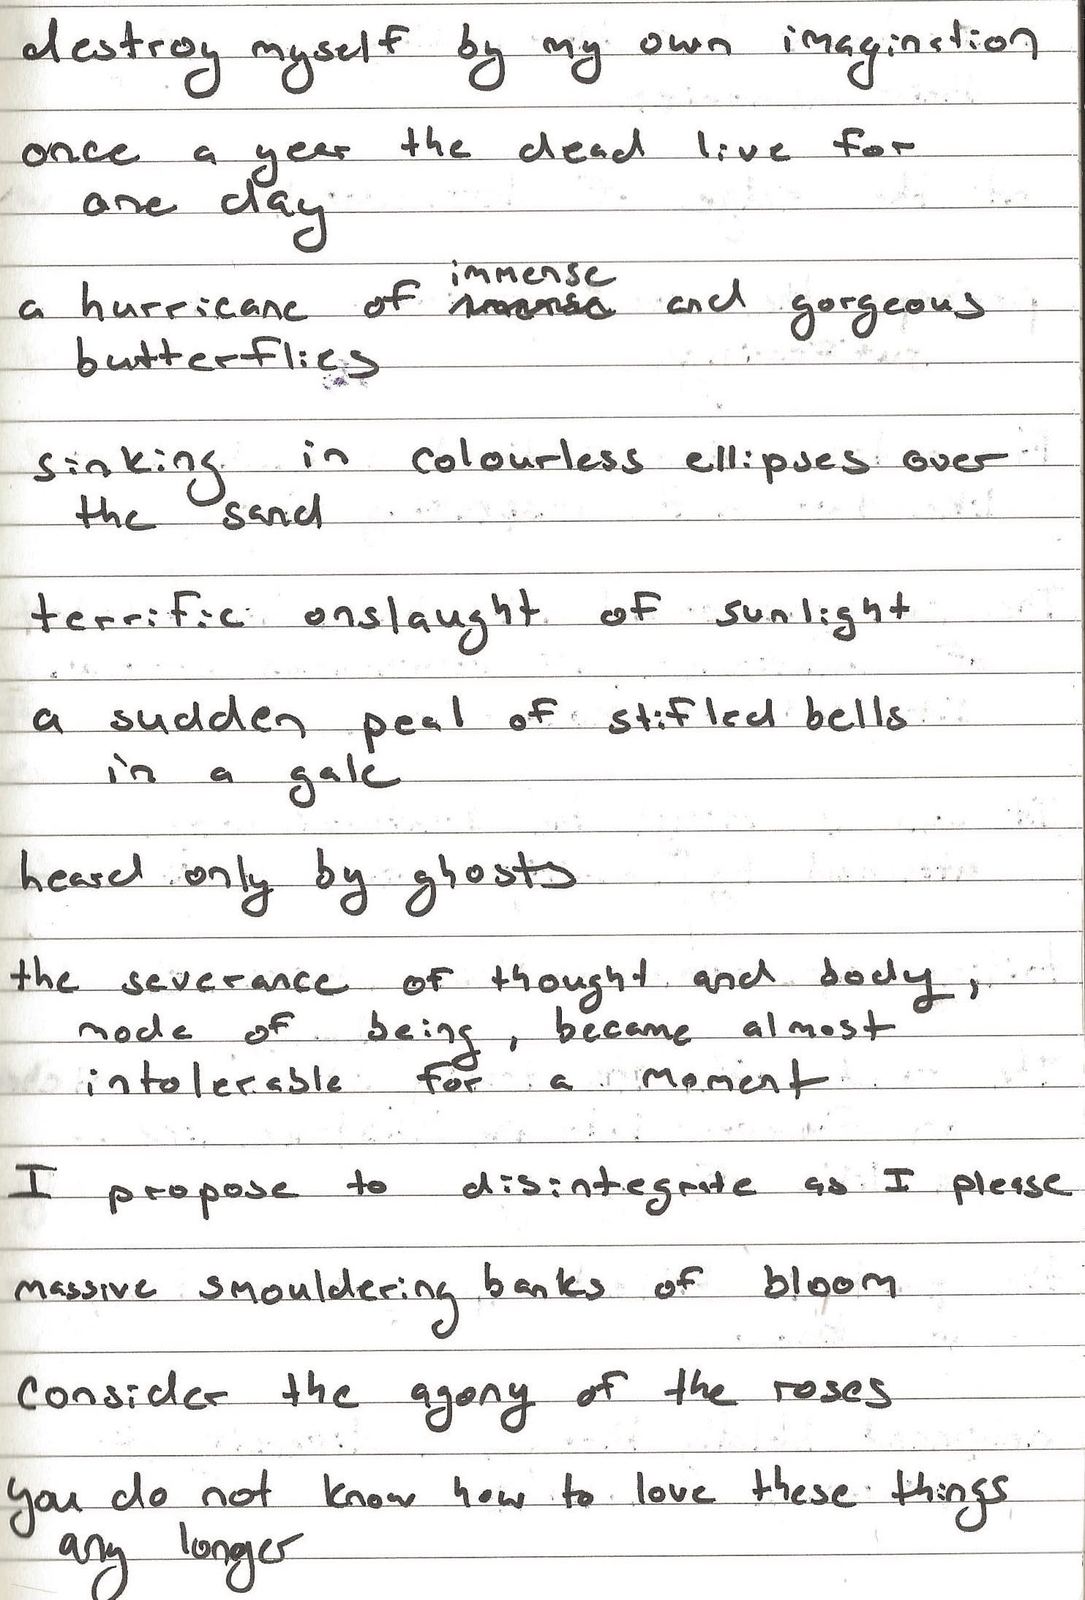 destroy myself by my own imagination
once a year the dead live for
one day
a hurricane of immense and gorgeous
butterflies
sinking in colourless ellipses over
the sand
terrific onslaught of sunlight
a sudden peal of stifled bells
in a gale
heard only by ghosts
the severance of thought and body,
mode of being, became almost
intolerable for a moment
I propose to disintegrate as I please
massive smouldering banks of bloom
Consider the agony of the roses
you do not know how to love these things
any longer